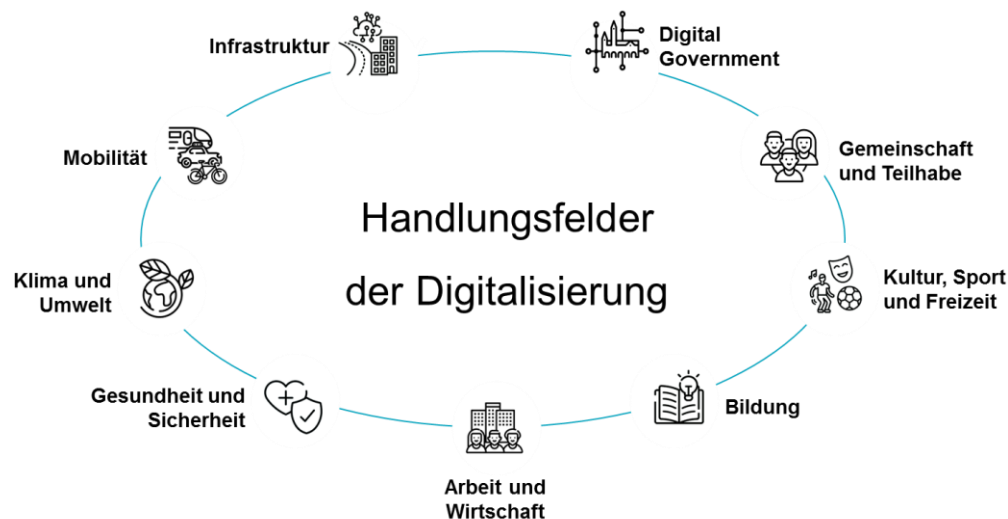 Infrastruktur
Digital
Government
Mobilität
Gemeinschaft
und Teilhabe
Handlungsfelder
der Digitalisierung
Klima und
Umwelt
Kultur, Sport
und Freizeit
Gesundheit und
Sicherheit
Bildung
Arbeit und
Wirtschaft